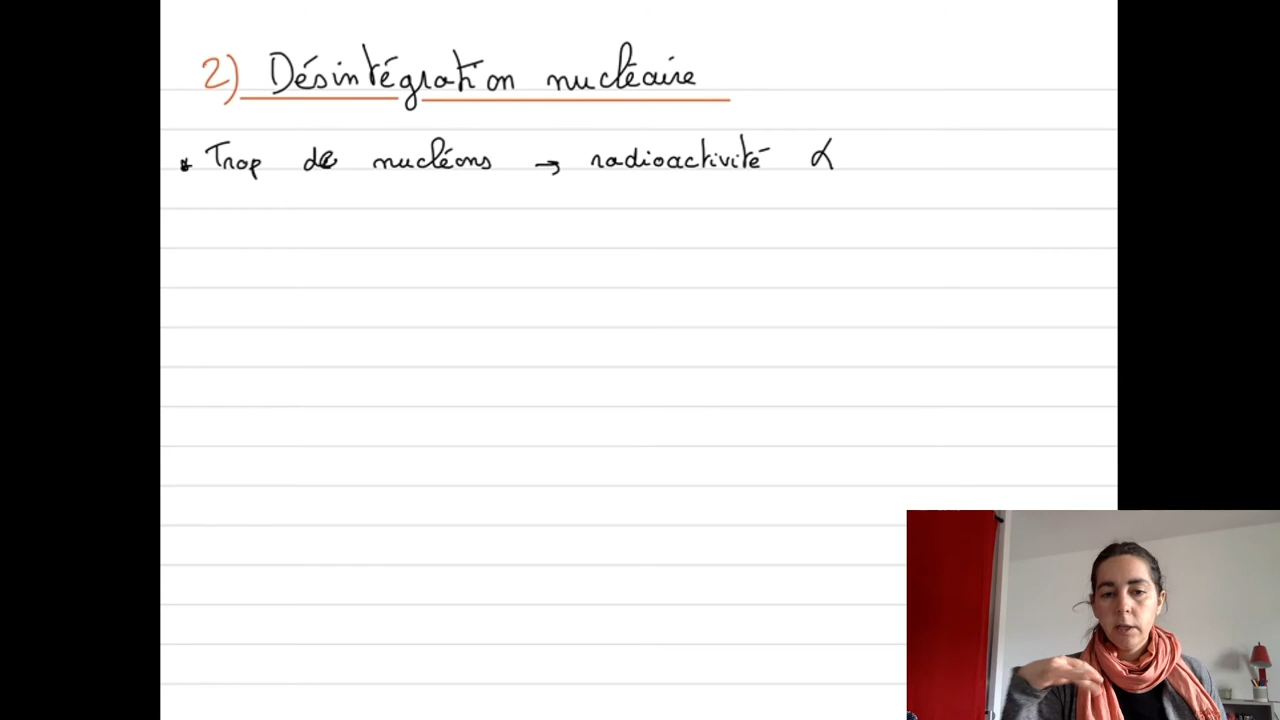 2) Désintégration nucléaire
* Trop de nucléons → radioactivité α